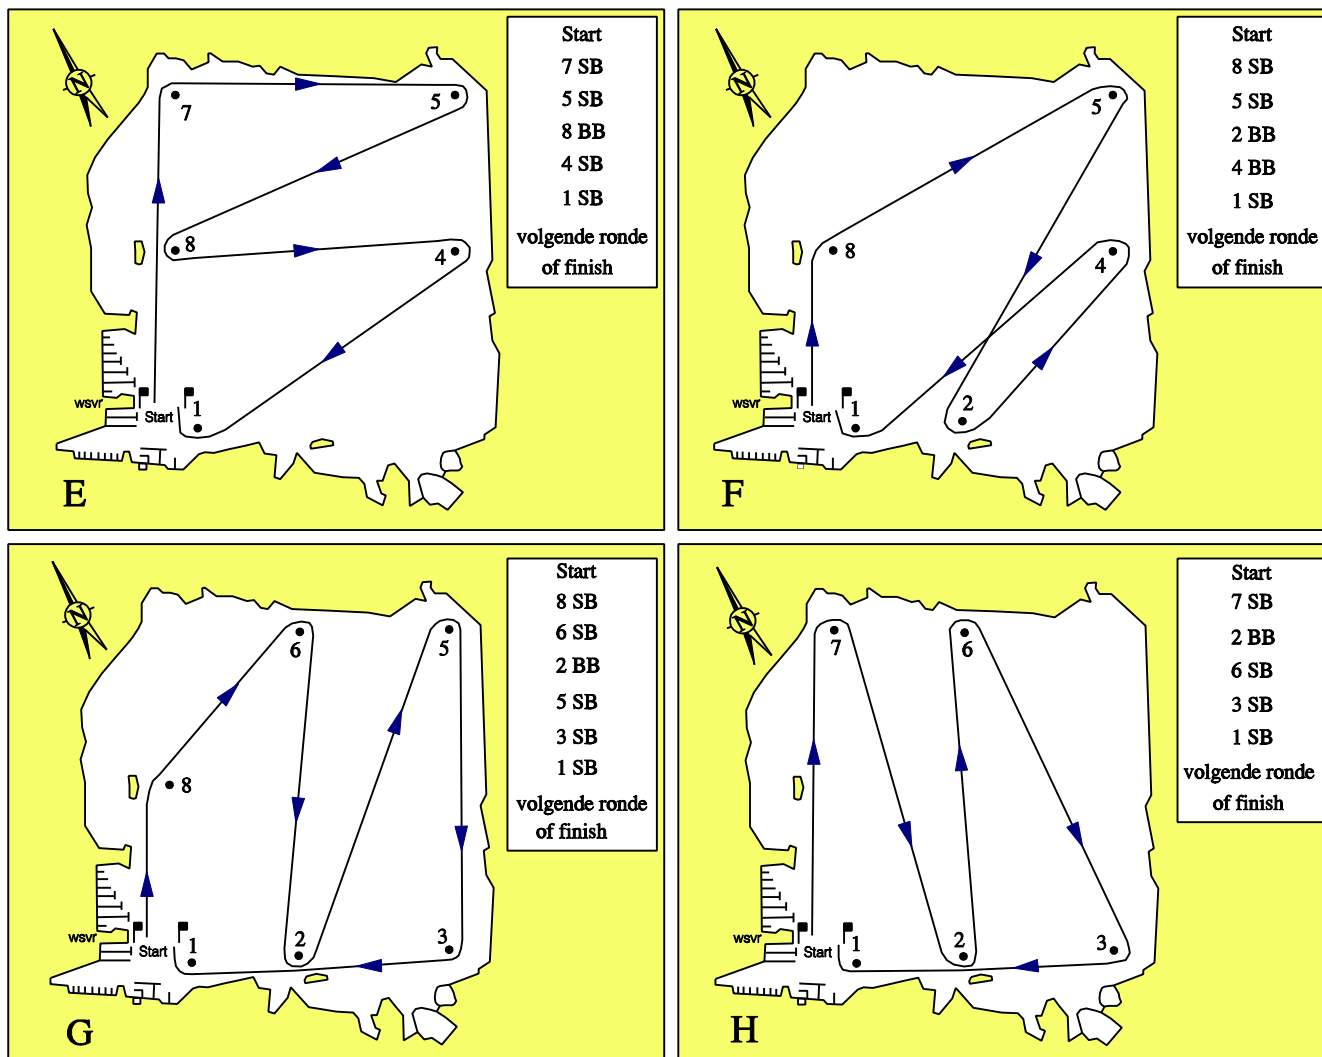 Start
7 SB
5 SB
8 BB
4 SB
1 SB
volgende ronde
of finish
N
7
5
8
4
1
wsvr
Start
E
Start
8 SB
5 SB
2 BB
4 BB
1 SB
volgende ronde
of finish
N
5
8
4
1
2
wsvr
Start
F
Start
8 SB
6 SB
2 BB
5 SB
3 SB
1 SB
volgende ronde
of finish
N
6
5
8
1
2
3
wsvr
Start
G
Start
7 SB
2 BB
6 SB
3 SB
1 SB
volgende ronde
of finish
N
7
6
1
2
3
wsvr
Start
H